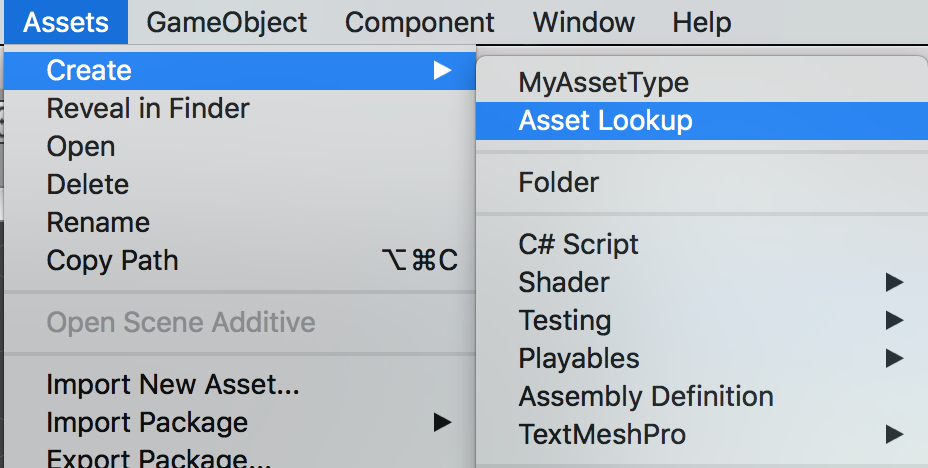 Assets GameObject Component Window Help
Create
Reveal in Finder
Open
Delete
Rename
Copy Path ⌥⌘C
Open Scene Additive
Import New Asset...
Import Package
Export Package...
MyAssetType
Asset Lookup
Folder
C# Script
Shader
Testing
Playables
Assembly Definition
TextMeshPro